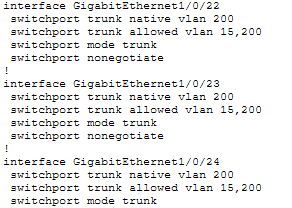 interface GigabitEthernet1/0/22
switchport trunk native vlan 200
switchport trunk allowed vlan 15,200
switchport mode trunk
switchport nonegotiate
!
interface GigabitEthernet1/0/23
switchport trunk native vlan 200
switchport trunk allowed vlan 15,200
switchport mode trunk
switchport nonegotiate
!
interface GigabitEthernet1/0/24
switchport trunk native vlan 200
switchport trunk allowed vlan 15,200
switchport mode trunk